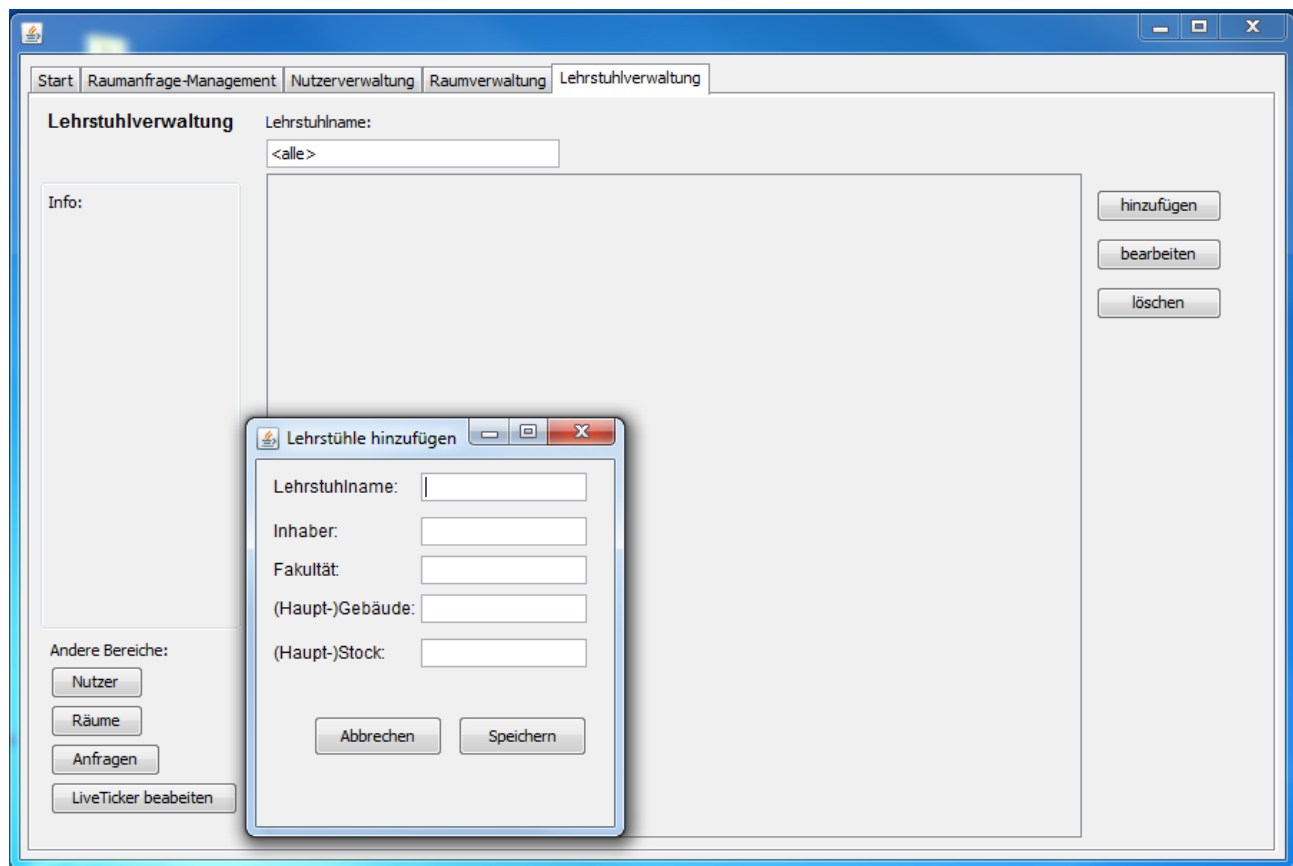 Start Raumanfrage-Management Nutzerverwaltung Raumverwaltung Lehrstuhlverwaltung
Lehrstuhlverwaltung
Lehrstuhlname:
<alle>
Info:
hinzufügen
bearbeiten
löschen
Lehrstühle hinzufügen
Lehrstuhlname:
Inhaber:
Fakultät:
(Haupt-)Gebäude:
(Haupt-)Stock:
Abbrechen Speichern
Andere Bereiche:
Nutzer
Räume
Anfragen
LiveTicker beabeiten